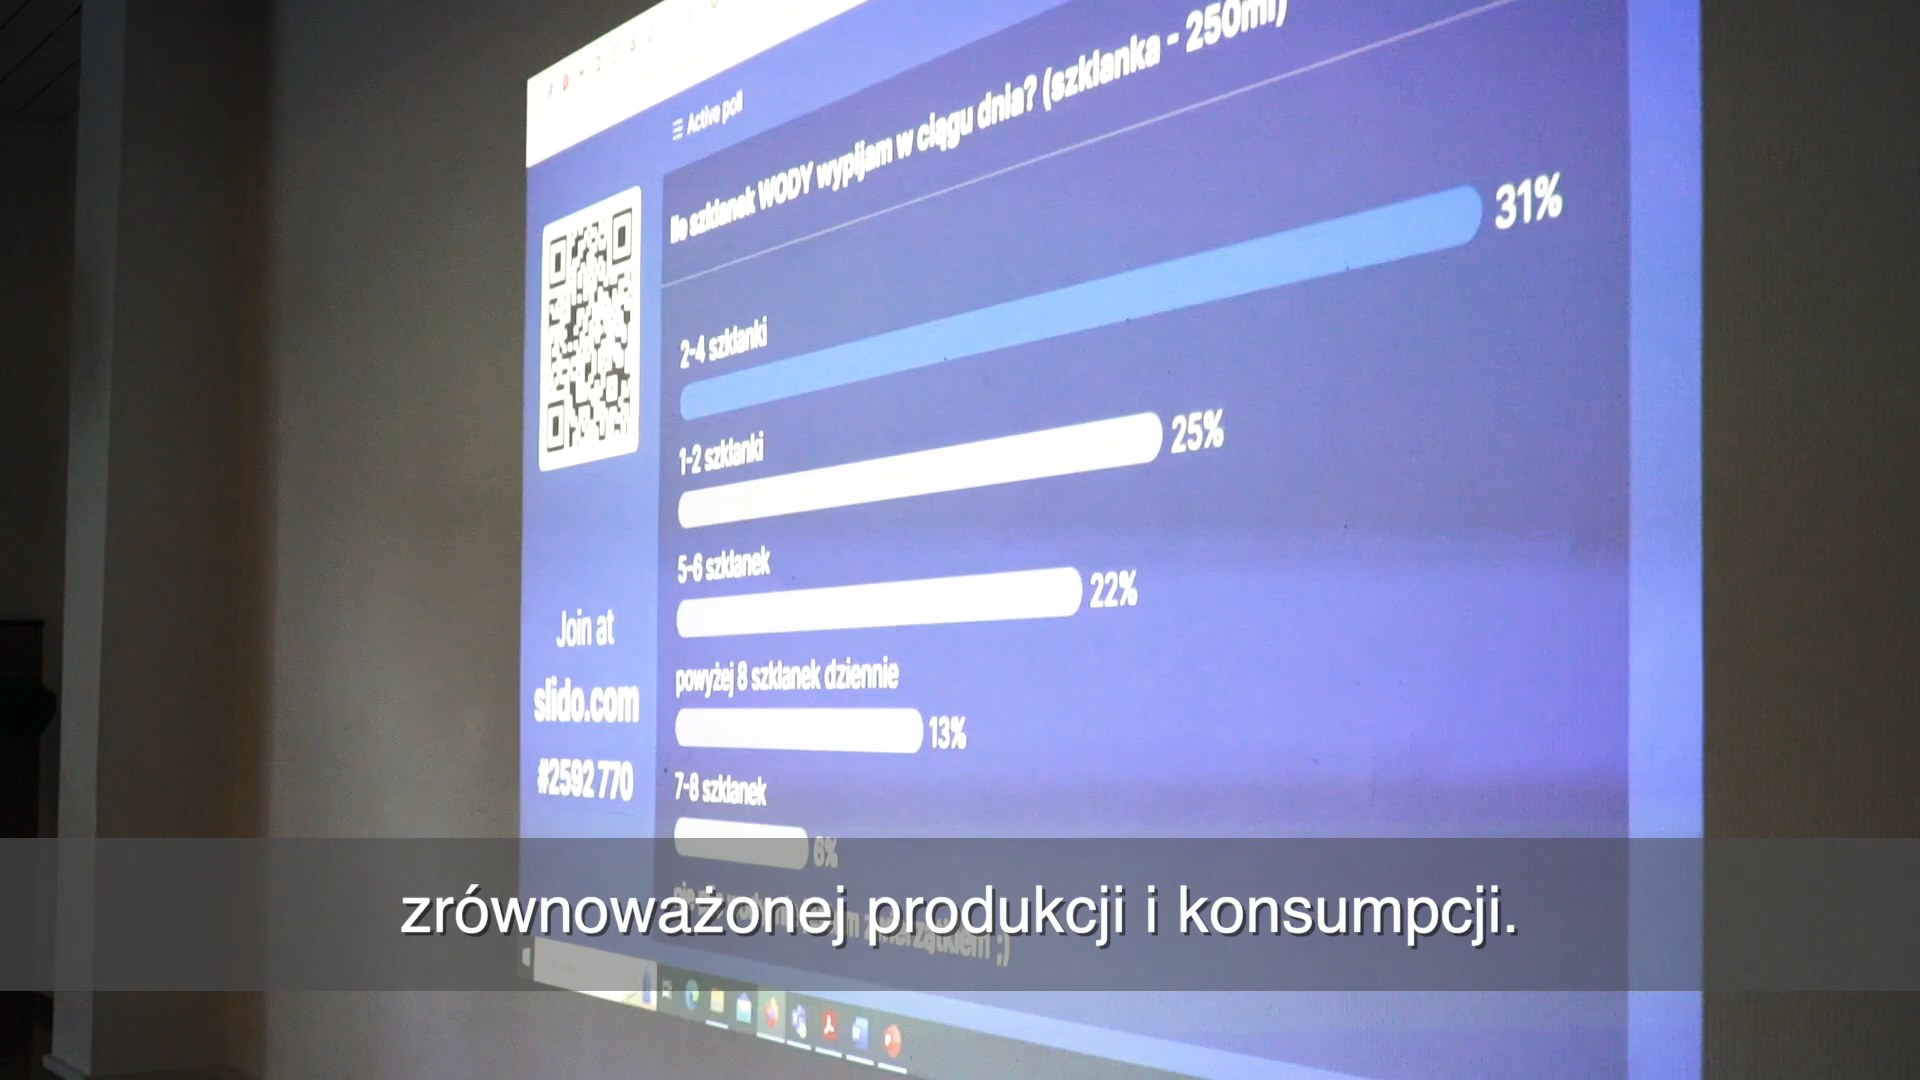 Active poll
Ile szklanek WODY wypijam w ciągu dnia? (szklanka - 250ml)
2-4 szklanki
31%
1-2 szklanki
25%
5-6 szklanek
22%
powyżej 8 szklanek dziennie
13%
7-8 szklanek
6%
Join at
slido.com
#2592 770
zrównoważonej produkcji i konsumpcji.